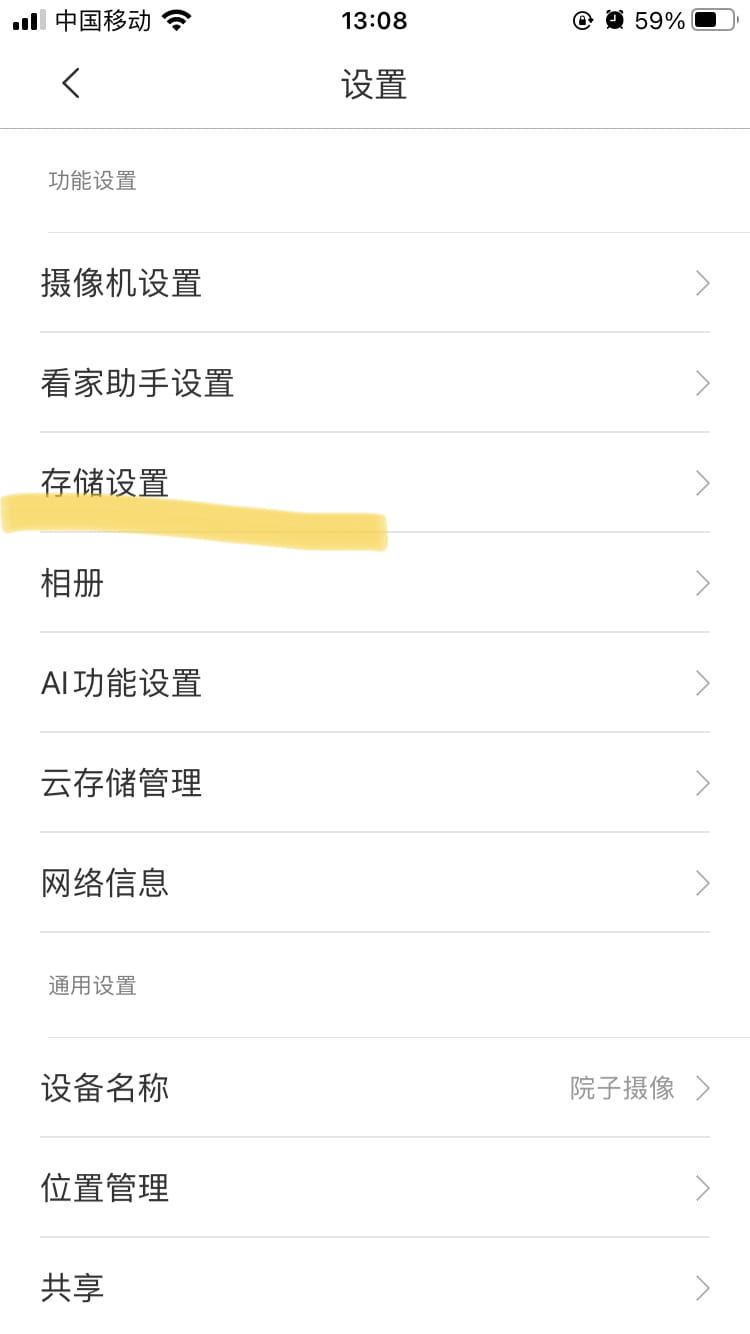 中国移动 13:08 59%
设置
功能设置
摄像机设置
看家助手设置
存储设置
相册
AI功能设置
云存储管理
网络信息
通用设置
设备名称 院子摄像
位置管理
共享